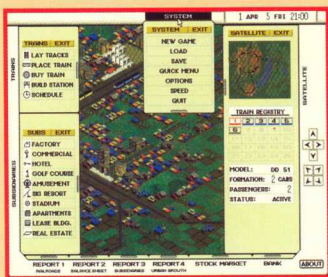 SYSTEM
1 APR 5 FRI 21:00
TRAINS EXIT
LAY TRACKS
PLACE TRAIN
BUY TRAIN
BUILD STATION
SCHEDULE
TRAINS
SYSTEM EXIT
NEW GAME
LOAD
SAVE
QUICK MENU
OPTIONS
SPEED
QUIT
SATELLITE EXIT
SATELLITE
TRAIN REGISTRY
1 2 3 4 5
6
MODEL: DD 51
FORMATION: 2 CARS
PASSENGERS: 2
STATUS: ACTIVE
SUBS EXIT
FACTORY
COMMERCIAL
HOTEL
GOLF COURSE
AMUSEMENT
SKI RESORT
STADIUM
APARTMENTS
LEASE BLDG.
REAL ESTATE
SUBSIDIARIES
REPORT 1 REPORT 2 REPORT 3 REPORT 4 STOCK MARKET BANK ABOUT
RAILROADS BALANCE SHEET SUBSIDIARIES URBAN GROWTH